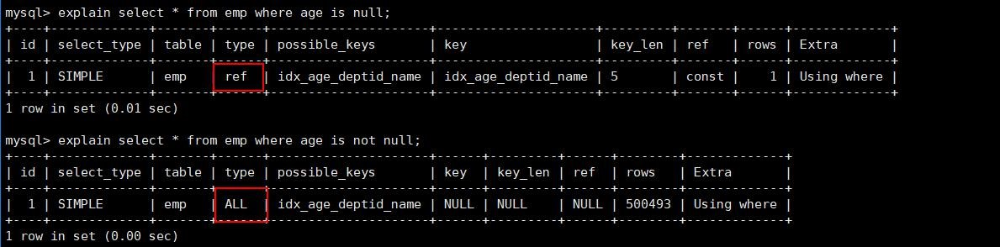 mysql> explain select * from emp where age is null;
+----+-------------+-------+------+----------------------+----------------------+---------+-------+------+-------------+
| id | select_type | table | type | possible_keys        | key                  | key_len | ref   | rows | Extra       |
+----+-------------+-------+------+----------------------+----------------------+---------+-------+------+-------------+
|  1 | SIMPLE      | emp   | ref  | idx_age_deptid_name | idx_age_deptid_name | 5       | const |    1 | Using where |
+----+-------------+-------+------+----------------------+----------------------+---------+-------+------+-------------+
1 row in set (0.01 sec)
mysql> explain select * from emp where age is not null;
+----+-------------+-------+------+----------------------+------+---------+------+--------+-------------+
| id | select_type | table | type | possible_keys        | key  | key_len | ref  | rows   | Extra       |
+----+-------------+-------+------+----------------------+------+---------+------+--------+-------------+
|  1 | SIMPLE      | emp   | ALL  | idx_age_deptid_name | NULL | NULL    | NULL | 500493 | Using where |
+----+-------------+-------+------+----------------------+------+---------+------+--------+-------------+
1 row in set (0.00 sec)